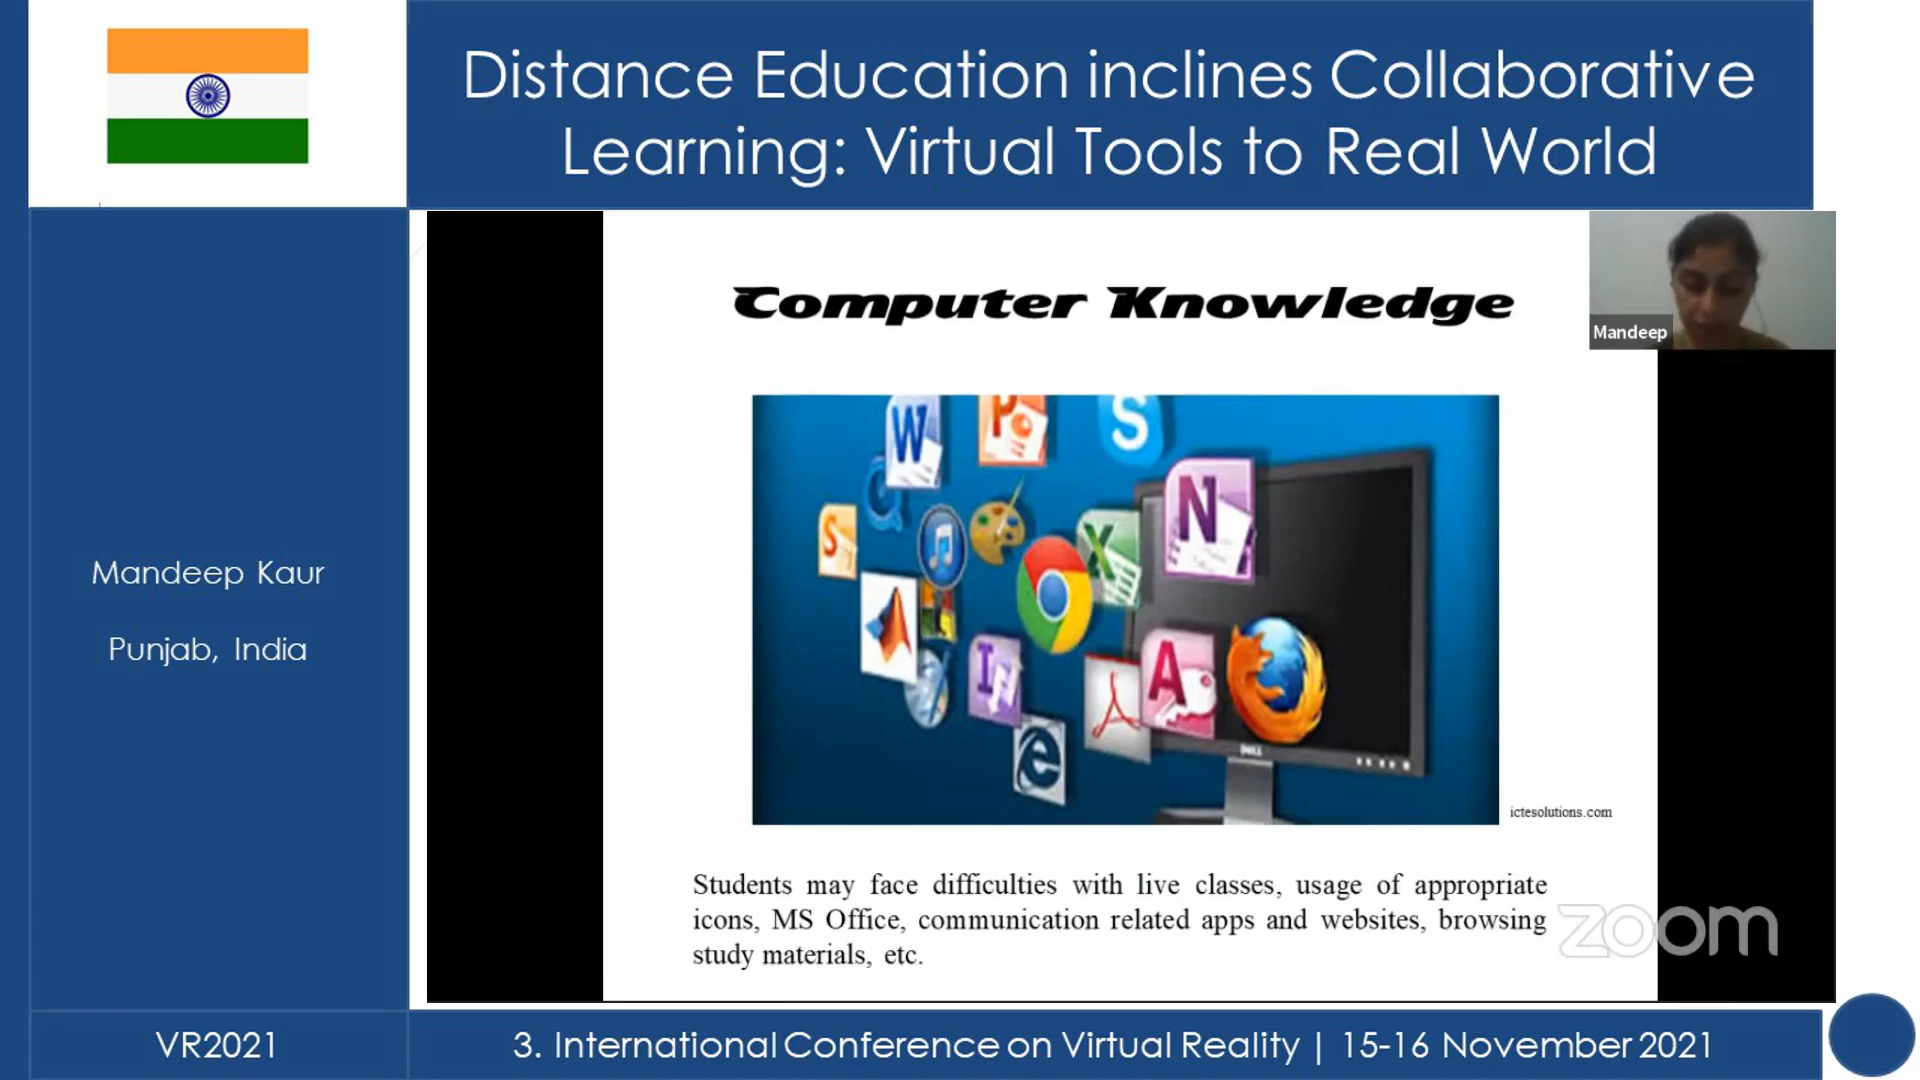 Distance Education inclines Collaborative
Learning: Virtual Tools to Real World
Computer Knowledge
Mandeep
W
P
S
N
S
X
I
A
e
DELL
ictesolutions.com
Mandeep Kaur
Punjab, India
Students may face difficulties with live classes, usage of appropriate
icons, MS Office, communication related apps and websites, browsing
study materials, etc.
zoom
VR2021
3. International Conference on Virtual Reality | 15-16 November 2021